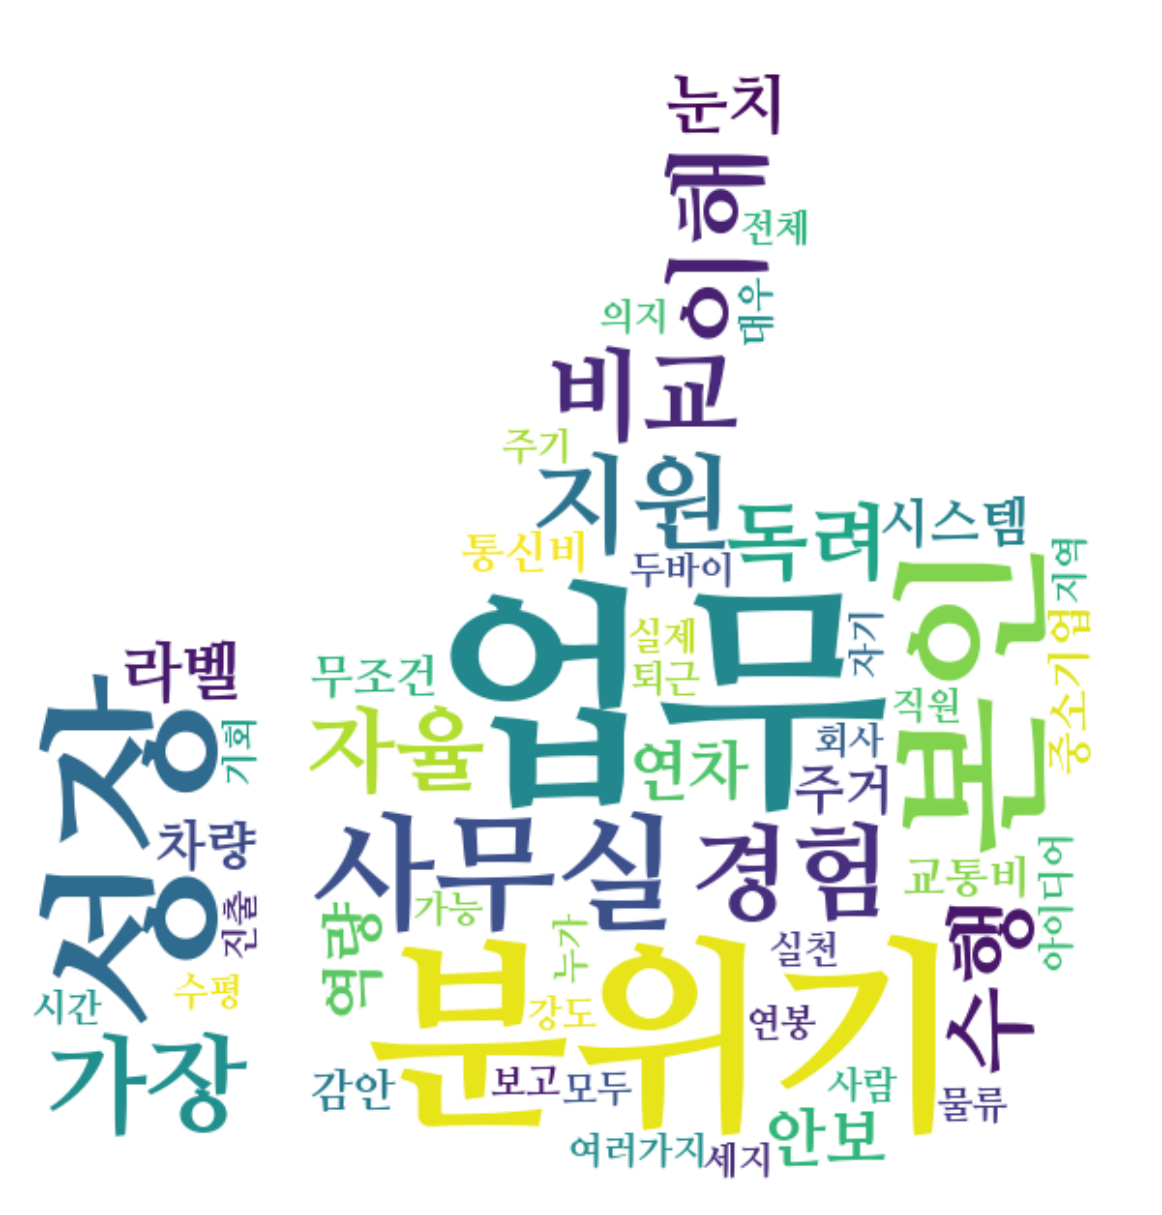 눈치
이해
전체
의지
대우
비교
주기
지원
독려
시스템
통신비
두바이
본인
지역
업무
실제
자기
중소기업
라벨
무조건
퇴근
성장
자율
직원
기회
연차
회사
주거
차량
사무실
경험
교통비
아이디어
진출
역량
가능
누가
실천
수행
수평
시간
분위기
강도
연봉
가장
감안
보고
모두
사람
물류
안보
여러가지
세지